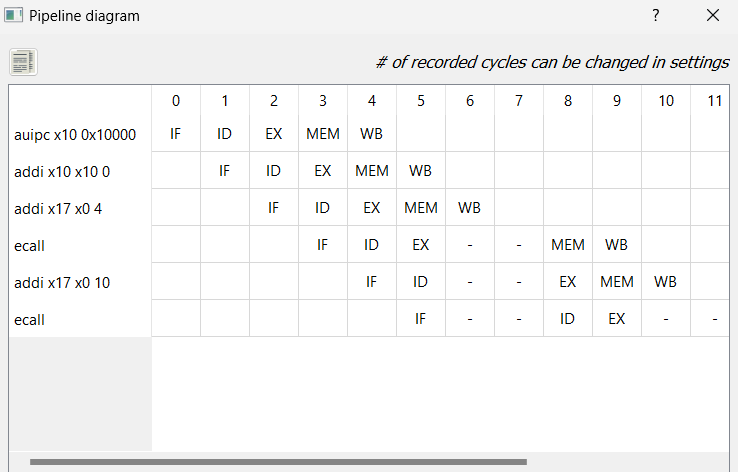 Pipeline diagram ?
# of recorded cycles can be changed in settings
0 1 2 3 4 5 6 7 8 9 10 11
auipc x10 0x10000 IF ID EX MEM WB
addi x10 x10 0 IF ID EX MEM WB
addi x17 x0 4 IF ID EX MEM WB
ecall IF ID EX - - MEM WB
addi x17 x0 10 IF ID - - EX MEM WB
ecall IF - - ID EX - -